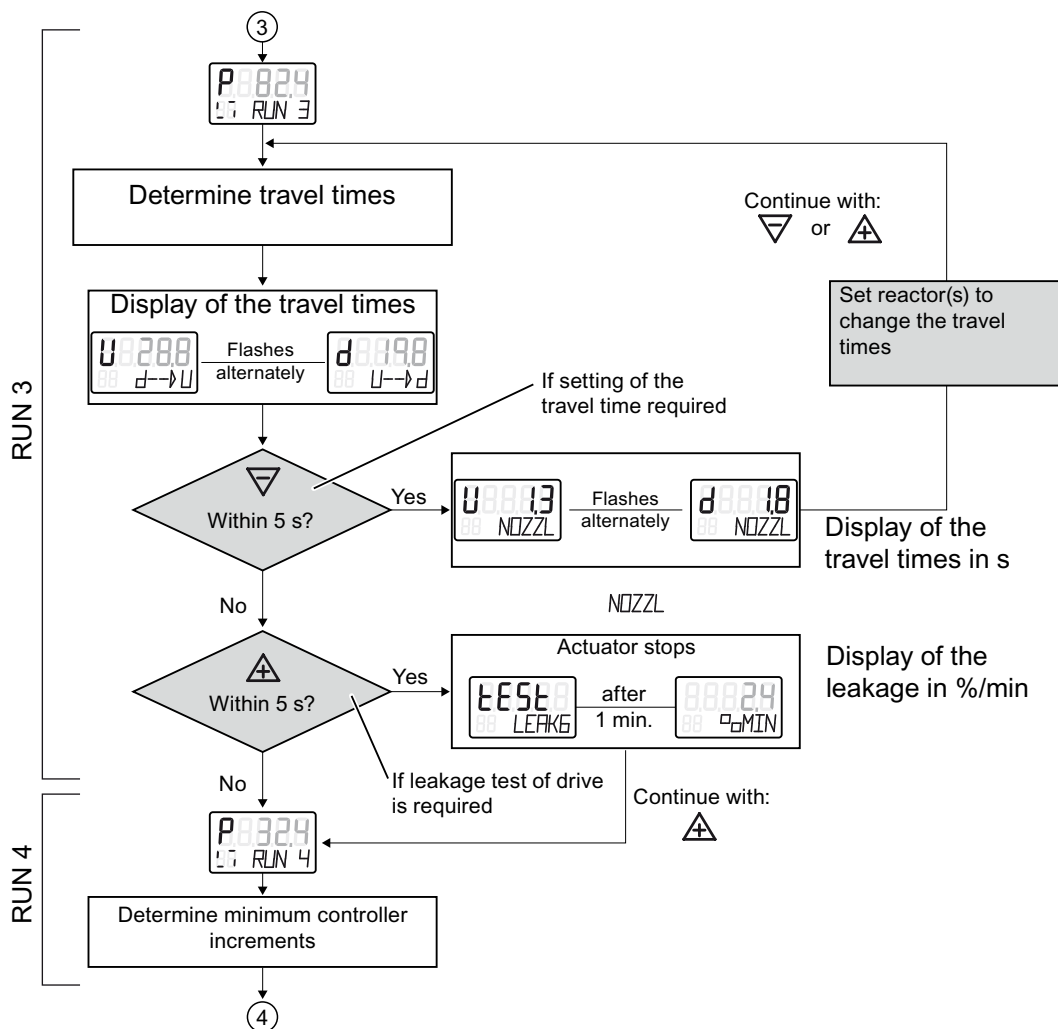 3
P 82.4
RUN 3
Determine travel times
Continue with:
or
Display of the travel times
U 28.8
d-->U
Flashes
alternately
d 19.8
U-->d
Set reactor(s) to
change the travel
times
RUN 3
If setting of the
travel time required
Within 5 s?
Yes
U 1.3
NOZZL
Flashes
alternately
d 1.8
NOZZL
Display of the
travel times in s
No
NOZZL
Within 5 s?
Yes
Actuator stops
tESt
LEAKG
after
1 min.
2.4
%MIN
Display of the
leakage in %/min
No
If leakage test of drive
is required
Continue with:
RUN 4
P 32.4
RUN 4
Determine minimum controller
increments
4